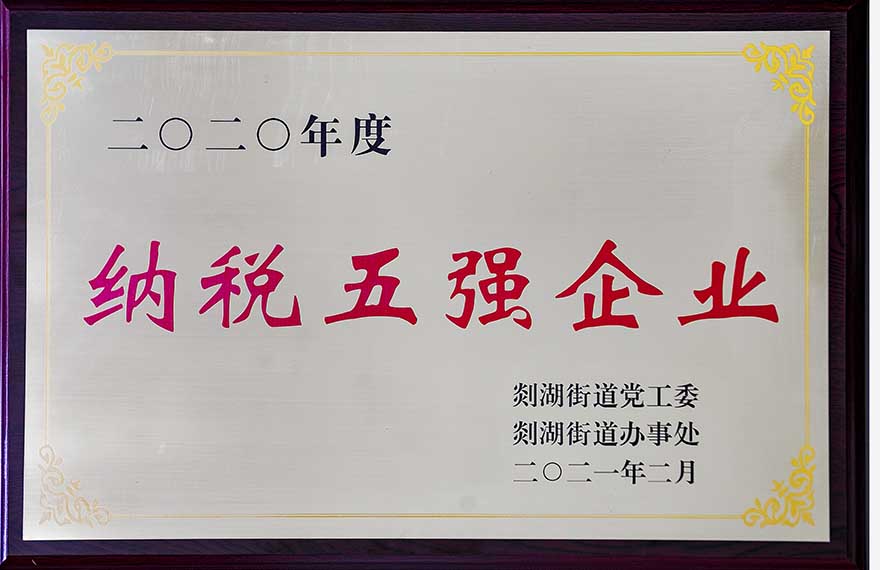 二〇二〇年度
纳税五强企业
剡湖街道党工委
剡湖街道办事处
二〇二一年二月